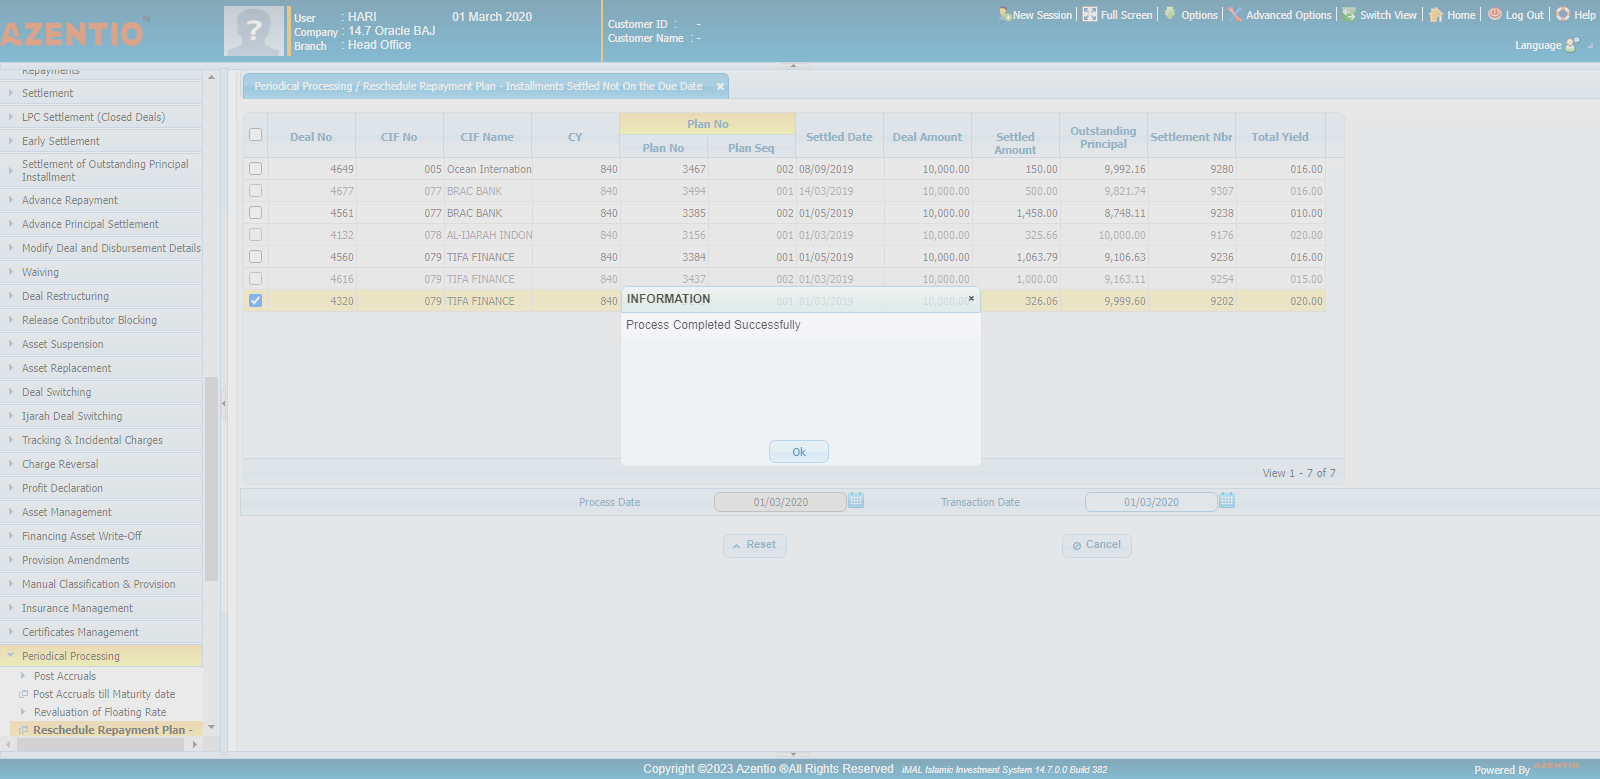 AZENTIO™
User : HARI 01 March 2020
Company : 14.7 Oracle BAJ
Branch : Head Office
Customer ID : -
Customer Name : -
New Session Full Screen Options Advanced Options Switch View Home Log Out Help
Language
Repayments
Settlement
LPC Settlement (Closed Deals)
Early Settlement
Settlement of Outstanding Principal
Installment
Advance Repayment
Advance Principal Settlement
Modify Deal and Disbursement Details
Waiving
Deal Restructuring
Release Contributor Blocking
Asset Suspension
Asset Replacement
Deal Switching
Ijarah Deal Switching
Tracking & Incidental Charges
Charge Reversal
Profit Declaration
Asset Management
Financing Asset Write-Off
Provision Amendments
Manual Classification & Provision
Insurance Management
Certificates Management
Periodical Processing
Post Accruals
Post Accruals till Maturity date
Revaluation of Floating Rate
Reschedule Repayment Plan -
Periodical Processing / Reschedule Repayment Plan - Installments Settled Not On the Due Date
Deal No CIF No CIF Name CY Plan No Settled Date Deal Amount Settled Amount Outstanding Principal Settlement Nbr Total Yield
Plan No Plan Seq
4649 005 Ocean Internation 840 3467 002 08/09/2019 10,000.00 150.00 9,992.16 9280 016.00
4677 077 BRAC BANK 840 3494 001 14/03/2019 10,000.00 500.00 9,821.74 9307 016.00
4561 077 BRAC BANK 840 3385 002 01/05/2019 10,000.00 1,458.00 8,748.11 9238 010.00
4132 078 AL-IJARAH INDON 840 3156 001 01/03/2019 10,000.00 325.66 10,000.00 9176 020.00
4560 079 TIFA FINANCE 840 3384 001 01/05/2019 10,000.00 1,063.79 9,106.63 9236 016.00
4616 079 TIFA FINANCE 840 3437 002 01/03/2019 10,000.00 1,000.00 9,163.11 9254 015.00
4320 079 TIFA FINANCE 840 001 01/03/2019 10,000.00 326.06 9,999.60 9202 020.00
INFORMATION
Process Completed Successfully
Ok
View 1 - 7 of 7
Process Date 01/03/2020 Transaction Date 01/03/2020
Reset Cancel
Copyright ©2023 Azentio ®All Rights Reserved iMAL Islamic Investment System 14.7.0.0 Build 382
Powered By AZENTIO